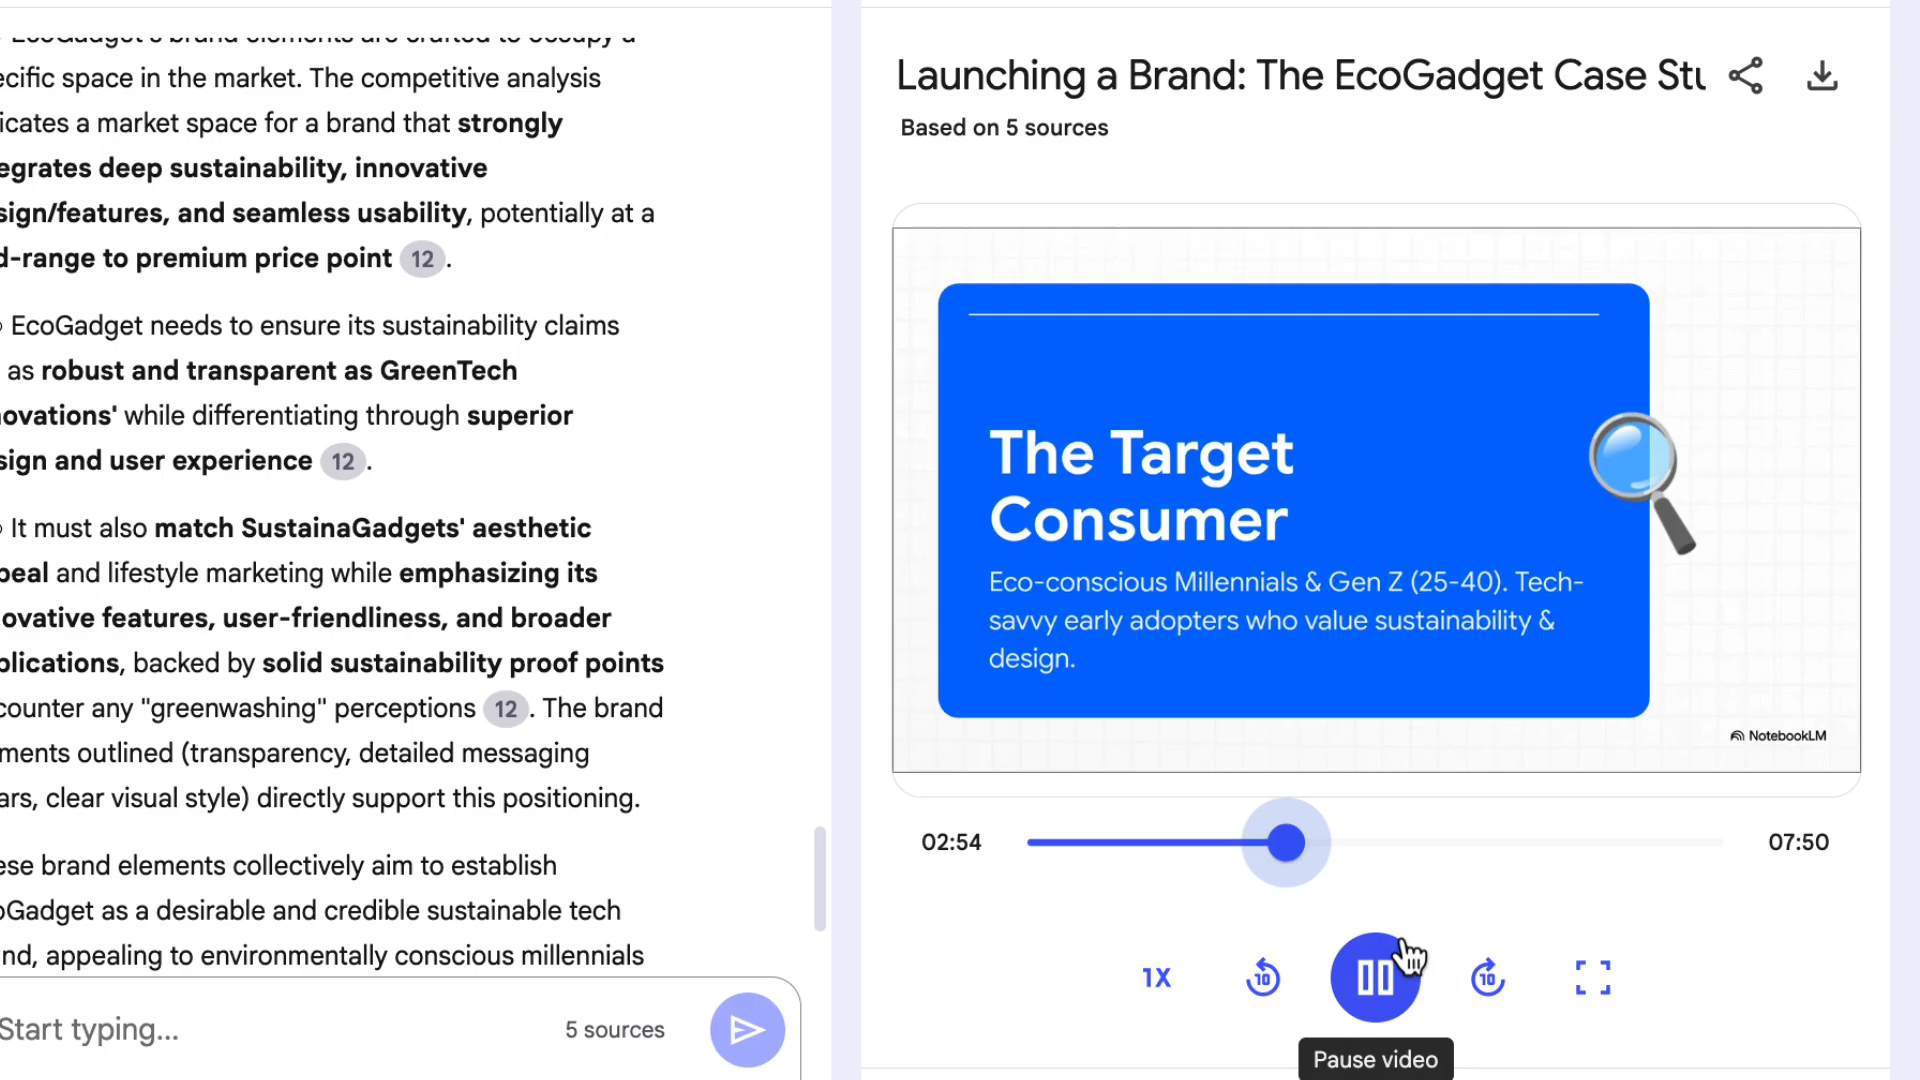 EcoGadget's brand elements are crafted to occupy a
ecific space in the market. The competitive analysis
icates a market space for a brand that strongly
egrates deep sustainability, innovative
sign/features, and seamless usability, potentially at a
d-range to premium price point 12.
EcoGadget needs to ensure its sustainability claims
as robust and transparent as GreenTech
ovations' while differentiating through superior
sign and user experience 12.
It must also match SustainaGadgets' aesthetic
peal and lifestyle marketing while emphasizing its
ovative features, user-friendliness, and broader
plications, backed by solid sustainability proof points
counter any "greenwashing" perceptions 12. The brand
ments outlined (transparency, detailed messaging
ars, clear visual style) directly support this positioning.
ese brand elements collectively aim to establish
oGadget as a desirable and credible sustainable tech
nd, appealing to environmentally conscious millennials
Start typing...
5 sources
Launching a Brand: The EcoGadget Case Stu
Based on 5 sources
The Target
Consumer
Eco-conscious Millennials & Gen Z (25-40). Tech-
savvy early adopters who value sustainability &
design.
NotebookLM
02:54
07:50
1X
10
10
Pause video